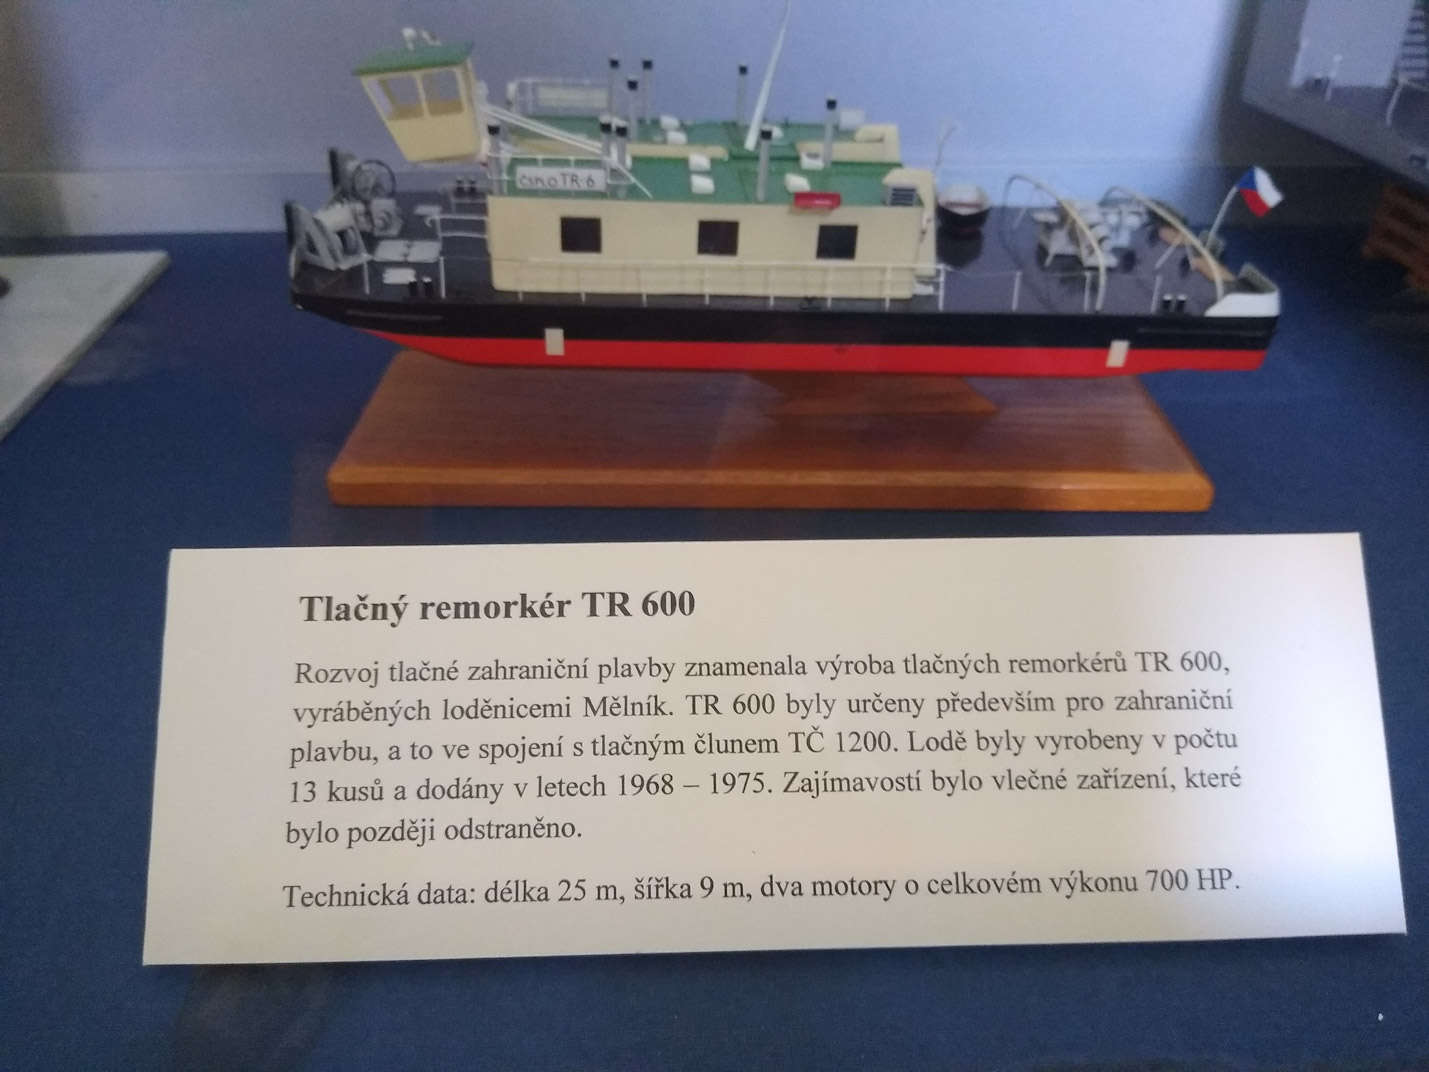 ČSPLO TR-6
Tlačný remorkér TR 600
Rozvoj tlačné zahraniční plavby znamenala výroba tlačných remorkérů TR 600,
vyráběných loděnicemi Mělník. TR 600 byly určeny především pro zahraniční
plavbu, a to ve spojení s tlačným člunem TČ 1200. Lodě byly vyrobeny v počtu
13 kusů a dodány v letech 1968 – 1975. Zajímavostí bylo vlečné zařízení, které
bylo později odstraněno.
Technická data: délka 25 m, šířka 9 m, dva motory o celkovém výkonu 700 HP.